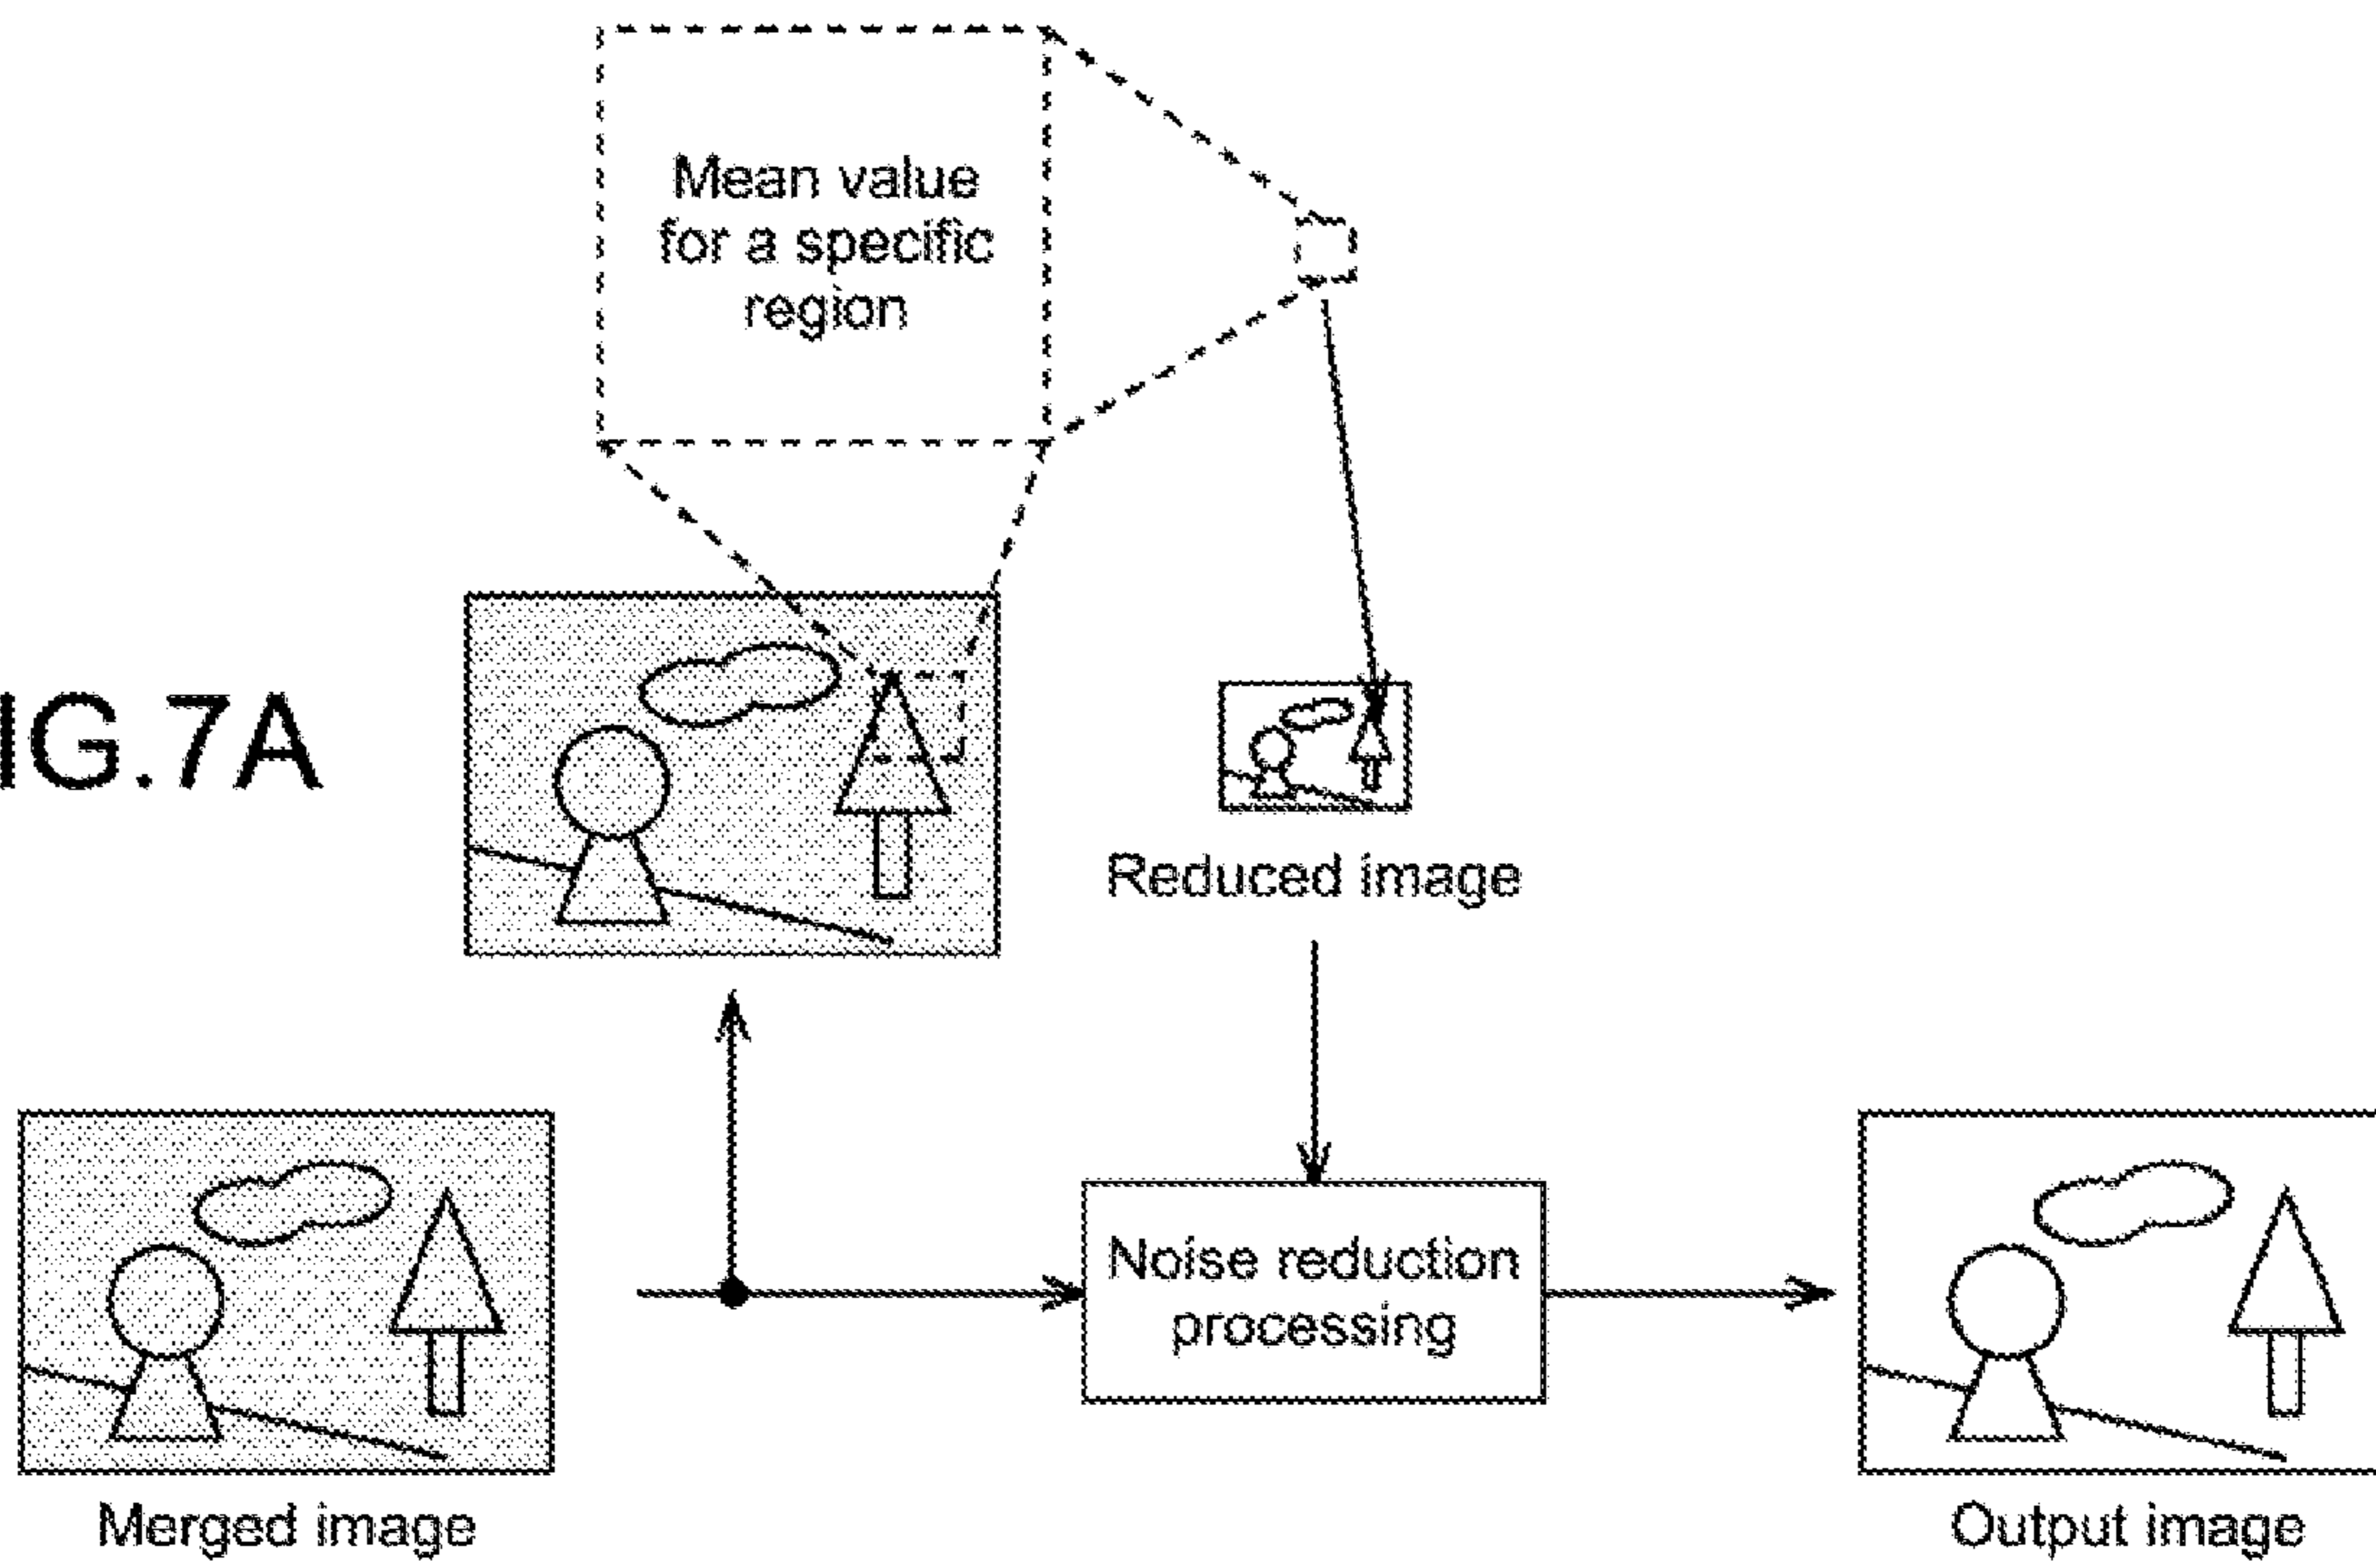 Mean value
for a specific
region
IG.7A
Reduced image
Noise reduction
processing
Merged image
Output image